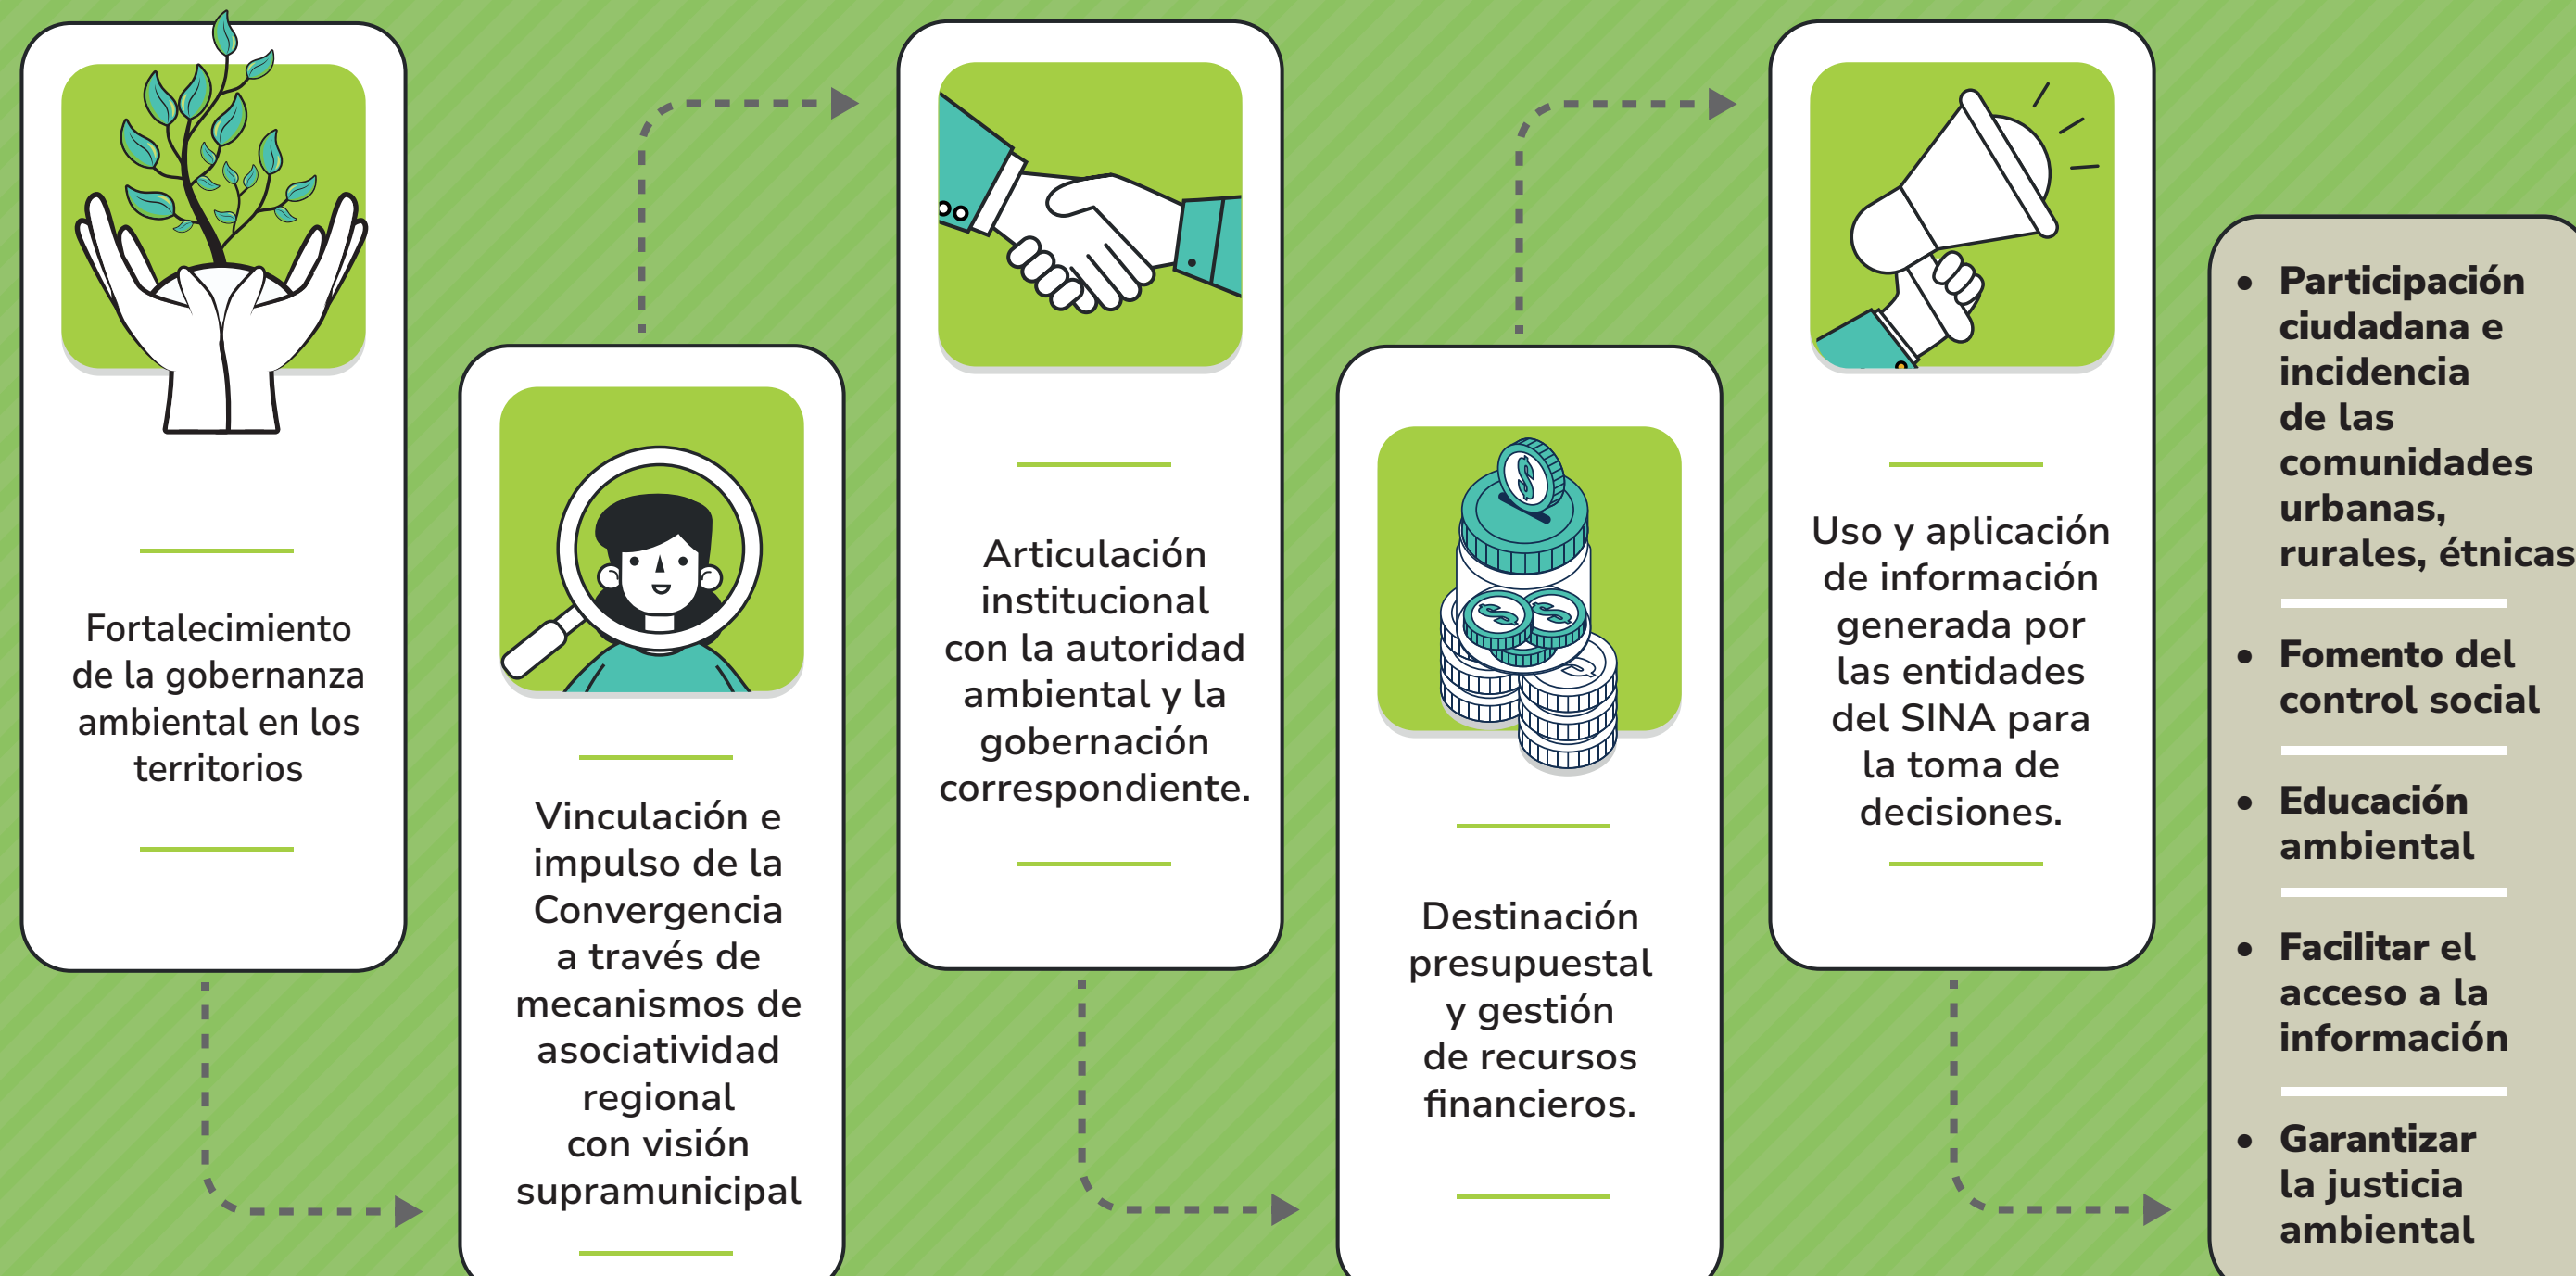 Fortalecimiento
de la gobernanza
ambiental en los
territorios
Vinculación e
impulso de la
Convergencia
a través de
mecanismos de
asociatividad
regional
con visión
supramunicipal
Articulación
institucional
con la autoridad
ambiental y la
gobernación
correspondiente.
Destinación
presupuestal
y gestión
de recursos
financieros.
Uso y aplicación
de información
generada por
las entidades
del SINA para
la toma de
decisiones.
• Participación
ciudadana e
incidencia
de las
comunidades
urbanas,
rurales, étnicas
• Fomento del
control social
• Educación
ambiental
• Facilitar el
acceso a la
información
• Garantizar
la justicia
ambiental